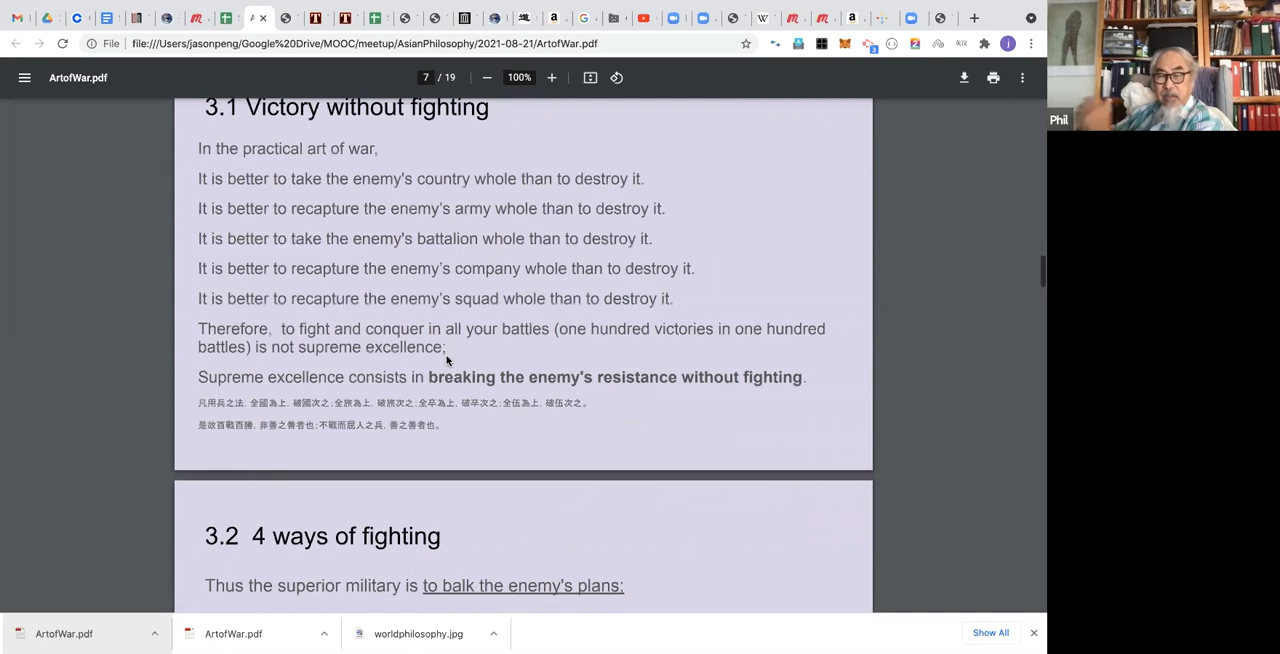 File
file:///Users/jasonpeng/Google%20Drive/MOOC/meetup/AsianPhilosophy/2021-08-21/ArtofWar.pdf
ArtofWar.pdf
7 / 19
100%
Phil
3.1 Victory without fighting
In the practical art of war,
It is better to take the enemy's country whole than to destroy it.
It is better to recapture the enemy's army whole than to destroy it.
It is better to take the enemy's battalion whole than to destroy it.
It is better to recapture the enemy's company whole than to destroy it.
It is better to recapture the enemy's squad whole than to destroy it.
Therefore,  to fight and conquer in all your battles (one hundred victories in one hundred
battles) is not supreme excellence;
Supreme excellence consists in breaking the enemy's resistance without fighting.
凡用兵之法, 全國為上, 破國次之;全旅為上, 破旅次之;全卒為上, 破卒次之;全伍為上, 破伍次之。
是故百戰百勝, 非善之善者也;不戰而屈人之兵, 善之善者也。
3.2  4 ways of fighting
Thus the superior military is to balk the enemy's plans;
ArtofWar.pdf
ArtofWar.pdf
worldphilosophy.jpg
Show All